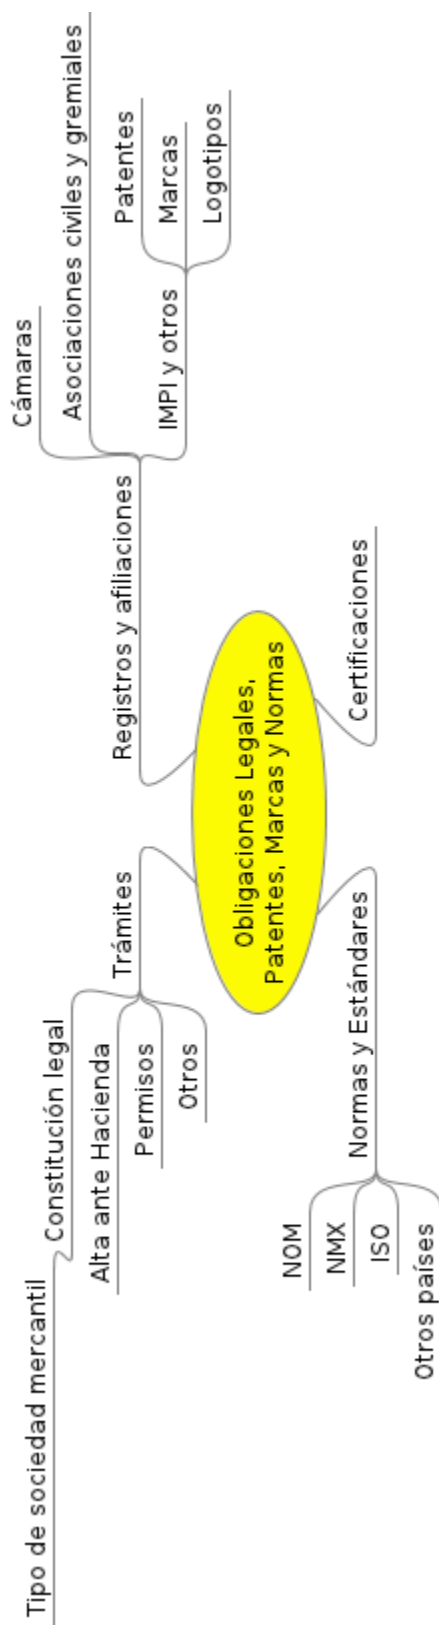 Obligaciones Legales,
Patentes, Marcas y Normas
Trámites
Constitución legal
Tipo de sociedad mercantil
Alta ante Hacienda
Permisos
Otros
Registros y afiliaciones
Cámaras
Asociaciones civiles y gremiales
IMPI y otros
Patentes
Marcas
Logotipos
Normas y Estándares
NOM
NMX
ISO
Otros países
Certificaciones